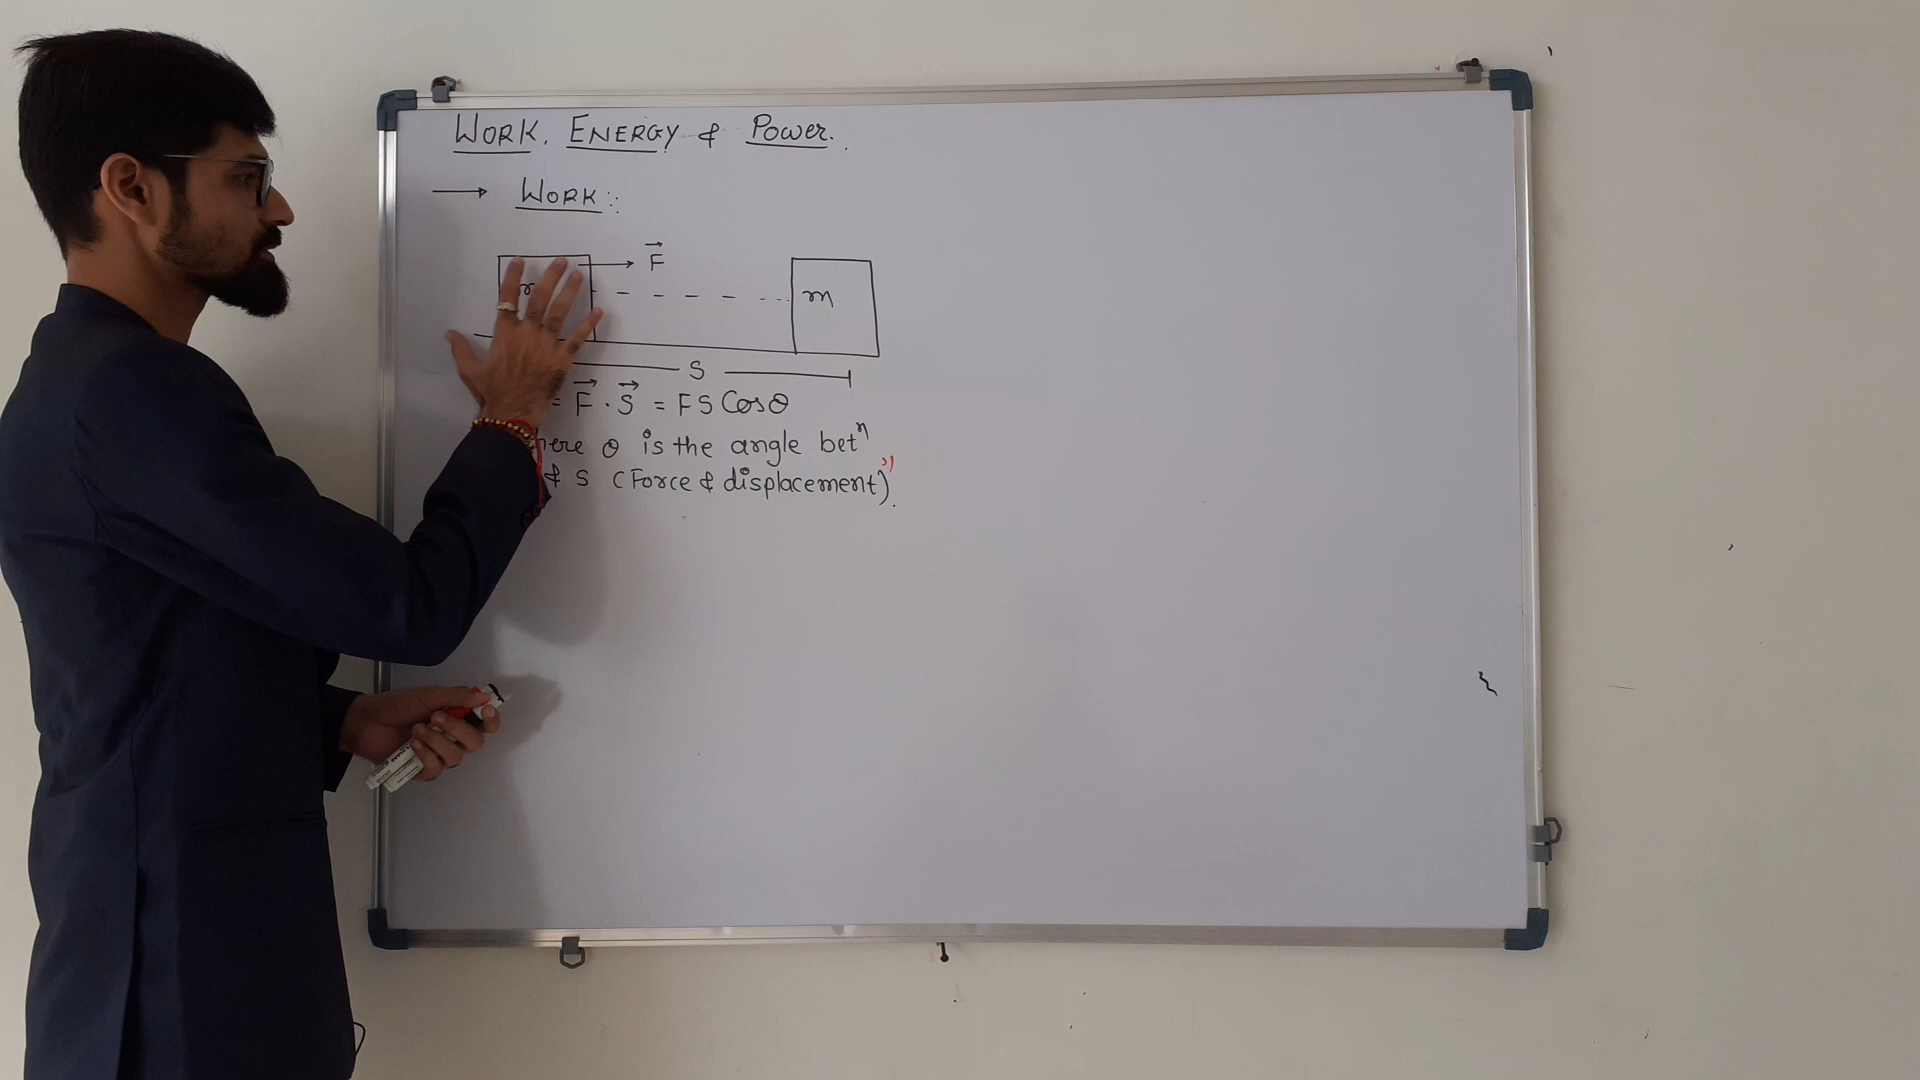 WORK, ENERGY & Power.
→ WORK::
F
m
S
= F⃗ . S⃗ = F S Cosθ
here θ is the angle betⁿ
& S (Force & displacement)